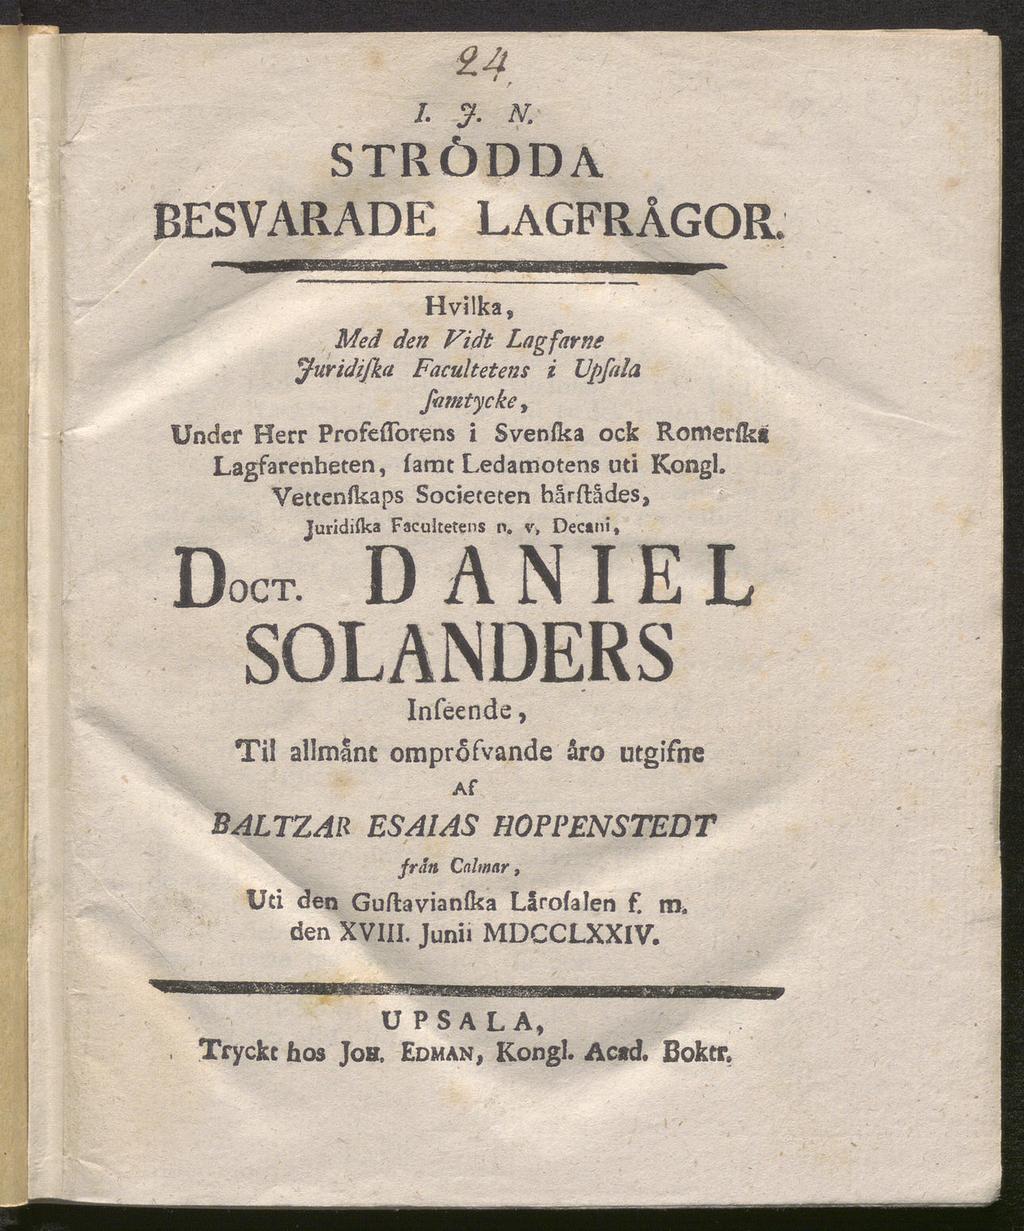 24.
I. J. N.
STRÖDDA
BESVARADE LAGFRÅGOR.
Hvilka,
Med den Vidt Lagfarne
Juridiſka Facultetens i Upſala
ſamtycke,
Under Herr Profeſſorens i Svenſka ock Romerſka
Lagfarenheten, ſamt Ledamotens uti Kongl.
Vettenſkaps Societeten härſtädes,
Juridiſka Facultetens n. v, Decani,
DOCT. DANIEL
SOLANDERS
Inſeende,
Til allmänt ompröfvande äro utgifne
AF
BALTZAR ESAIAS HOPPENSTEDT
från Calmar,
Uti den Guſtavianſka Läroſalen f. m.
den XVIII. Junii MDCCLXXIV.
UPSALA,
Tryckt hos JOH. EDMAN, Kongl. Acad. Boktr.